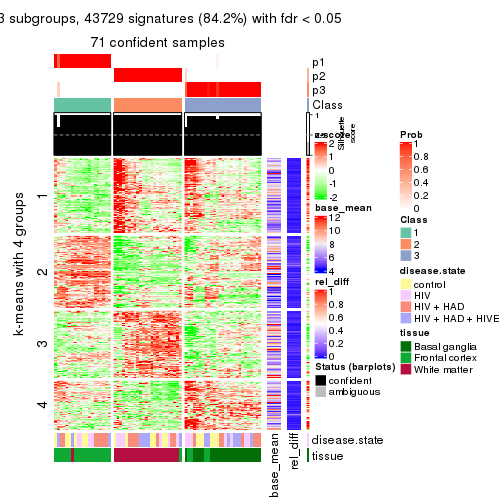 3 subgroups, 43729 signatures (84.2%) with fdr < 0.05
71 confident samples
p1
p2
p3
Class
1
Silhouette
score
z-score
2
1
0
-1
-2
base_mean
12
10
8
6
4
rel_diff
1
0.8
0.6
0.4
0.2
0
Status (barplots)
confident
ambiguous
Prob
1
0.8
0.6
0.4
0.2
0
Class
1
2
3
disease.state
control
HIV
HIV + HAD
HIV + HAD + HIVE
tissue
Basal ganglia
Frontal cortex
White matter
k-means with 4 groups
1
2
3
4
disease.state
tissue
base_mean
rel_diff